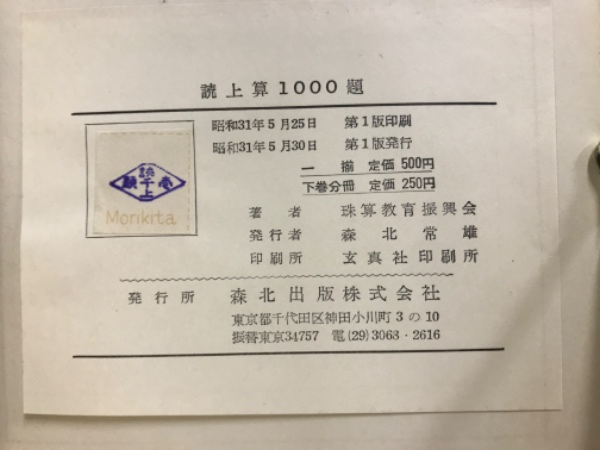 読上算1000題
昭和31年5月25日 第1版印刷
昭和31年5月30日 第1版発行
一 揃 定価 500円
下巻分冊 定価 250円
著者 珠算教育振興会
発行者 森北常雄
印刷所 玄真社印刷所
発行所 森北出版株式会社
東京都千代田区神田小川町3の10
振替東京34757 電(29)3063・2616
読
千
上
Morikita